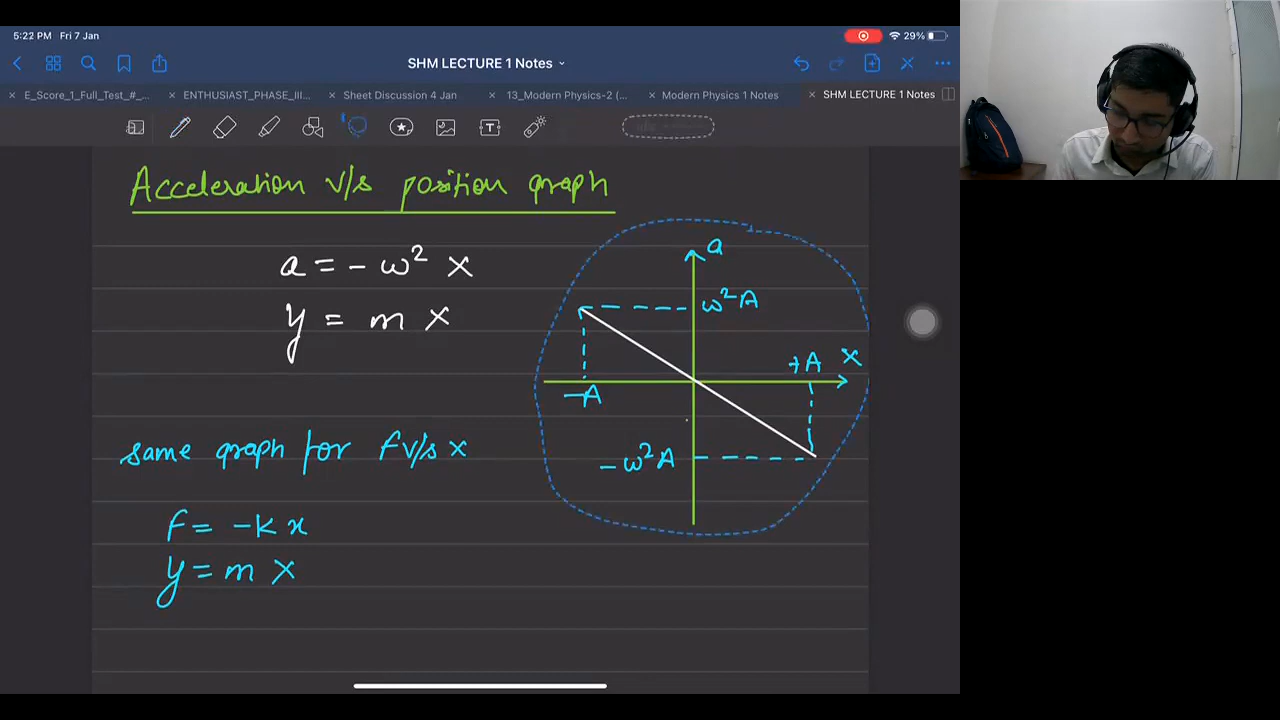 5:22 PM Fri 7 Jan
29%
SHM LECTURE 1 Notes
E_Score_1_Full_Test_#_...
ENTHUSIAST_PHASE_III...
Sheet Discussion 4 Jan
13_Modern Physics-2 (...
Modern Physics 1 Notes
SHM LECTURE 1 Notes
Acceleration v/s position graph
a = - ω² x
y = m x
a
ω²A
+A x
-A
-ω²A
same graph for F v/s x
F = -K x
y = m x